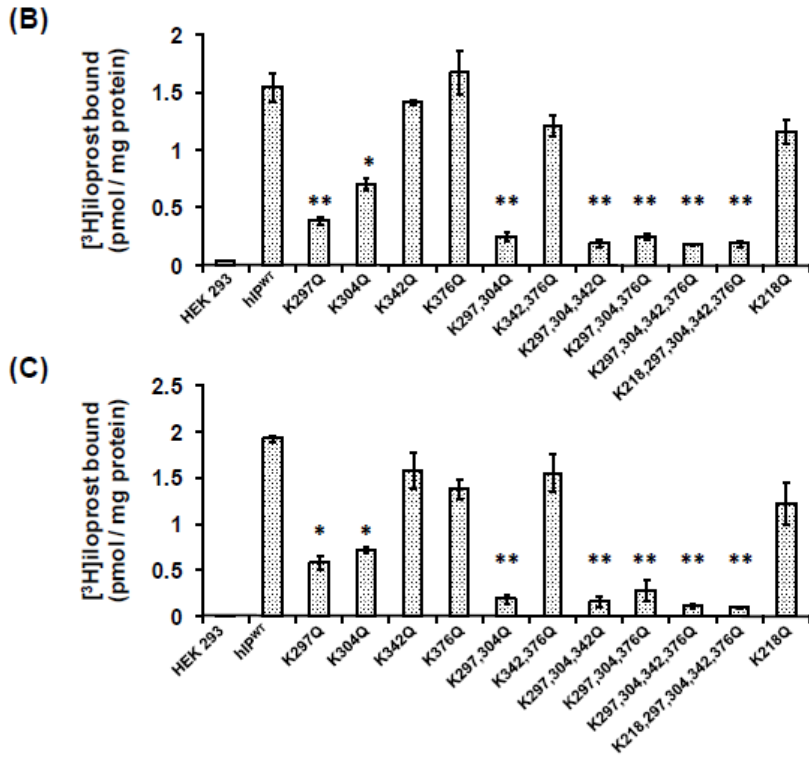 (B)
[³H]iloprost bound
(pmol / mg protein)
2
1.5
1
0.5
0
**
*
**
**
**
**
**
HEK 293
hIPᵂᵀ
K297Q
K304Q
K342Q
K376Q
K297,304Q
K342,376Q
K297,304,342Q
K297,304,376Q
K297,304,342,376Q
K218,297,304,342,376Q
K218Q
(C)
[³H]iloprost bound
(pmol / mg protein)
2.5
2
1.5
1
0.5
0
*
*
**
**
**
**
**
HEK 293
hIPᵂᵀ
K297Q
K304Q
K342Q
K376Q
K297,304Q
K342,376Q
K297,304,342Q
K297,304,376Q
K297,304,342,376Q
K218,297,304,342,376Q
K218Q